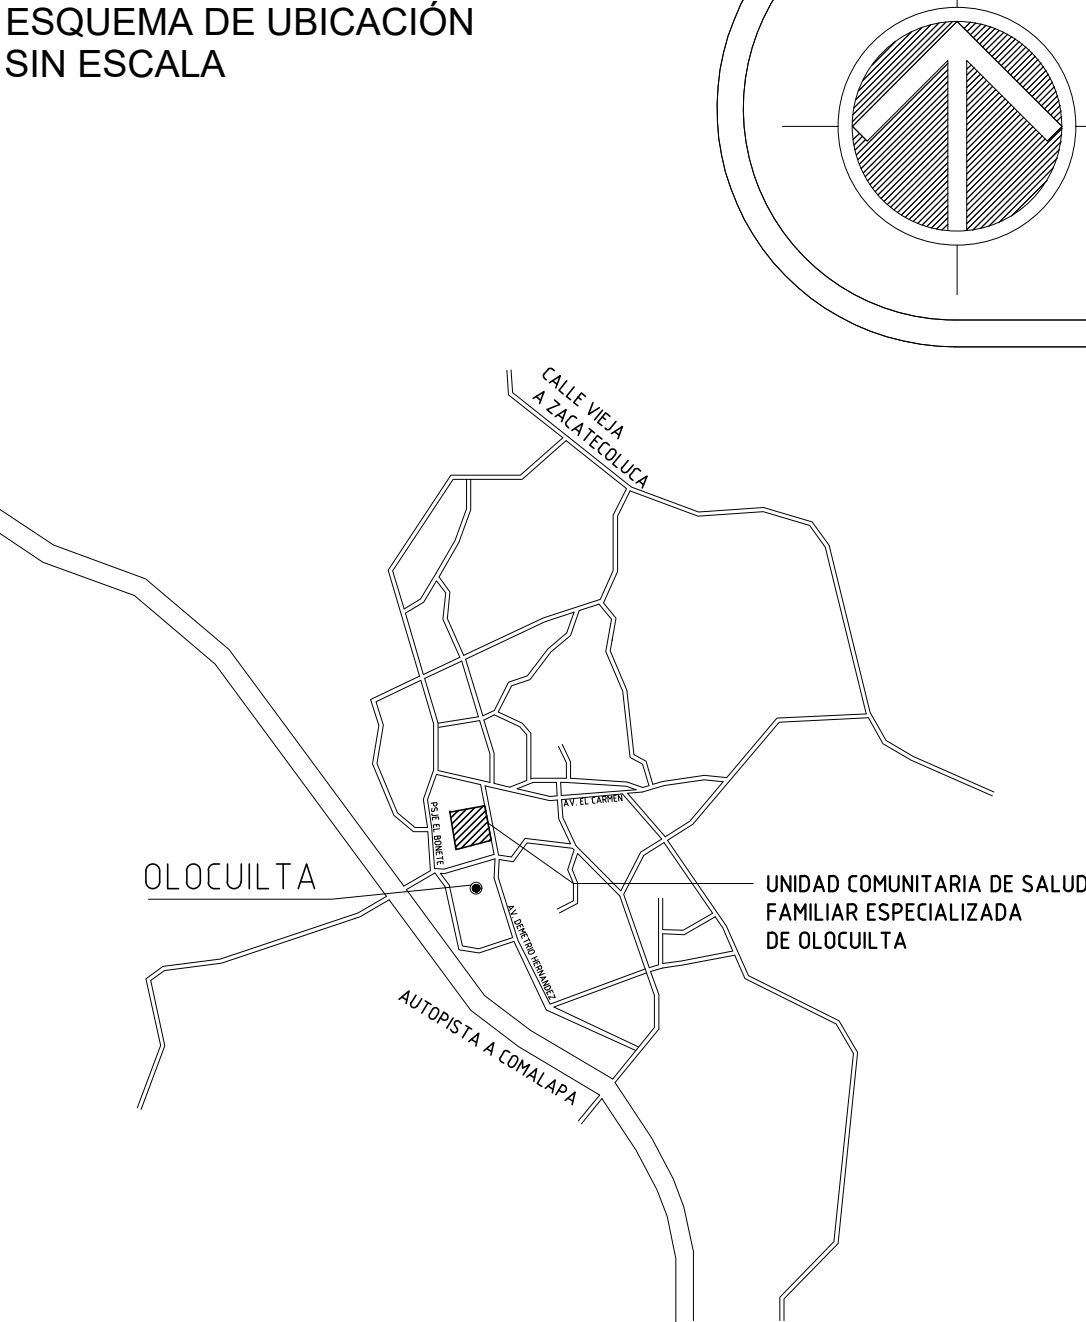 ESQUEMA DE UBICACIÓN
SIN ESCALA
CALLE VIEJA
A ZACATECOLUCA
AV. EL CARMEN
PSJE EL BONETE
OLOCUILTA
UNIDAD COMUNITARIA DE SALUD
FAMILIAR ESPECIALIZADA
DE OLOCUILTA
AV. DEMETRIO HERNANDEZ
AUTOPISTA A COMALAPA